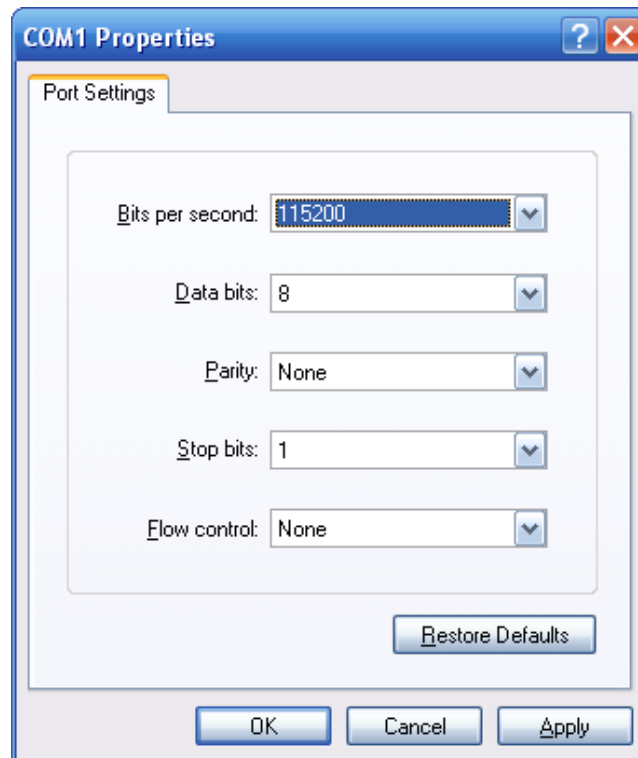 COM1 Properties
Port Settings
Bits per second: 115200
Data bits: 8
Parity: None
Stop bits: 1
Flow control: None
Restore Defaults
OK Cancel Apply